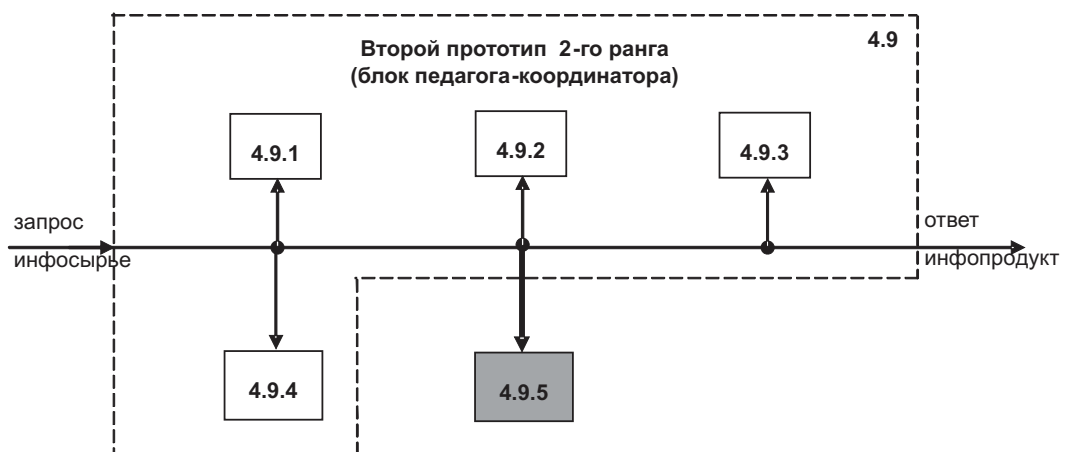 Второй прототип 2-го ранга
(блок педагога-координатора)
4.9
4.9.1
4.9.2
4.9.3
запрос
инфосырье
ответ
инфопродукт
4.9.4
4.9.5